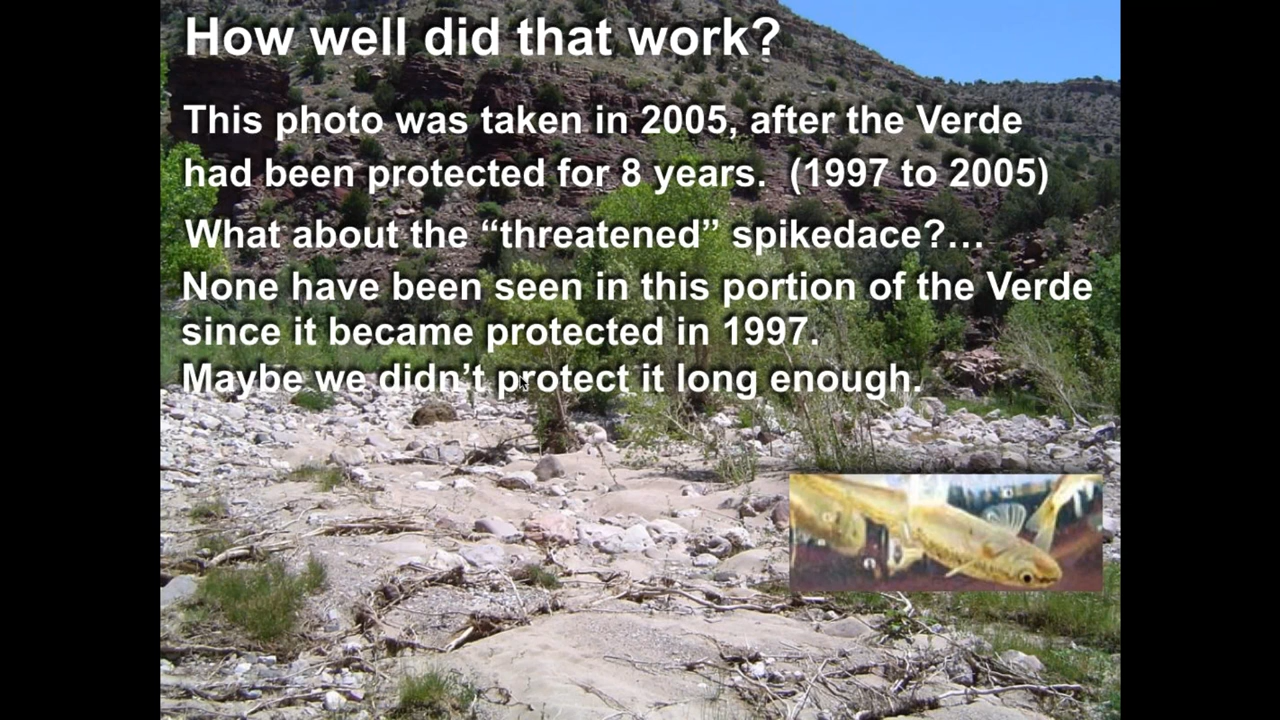 How well did that work?
This photo was taken in 2005, after the Verde
had been protected for 8 years.  (1997 to 2005)
What about the “threatened” spikedace?…
None have been seen in this portion of the Verde
since it became protected in 1997.
Maybe we didn’t protect it long enough.